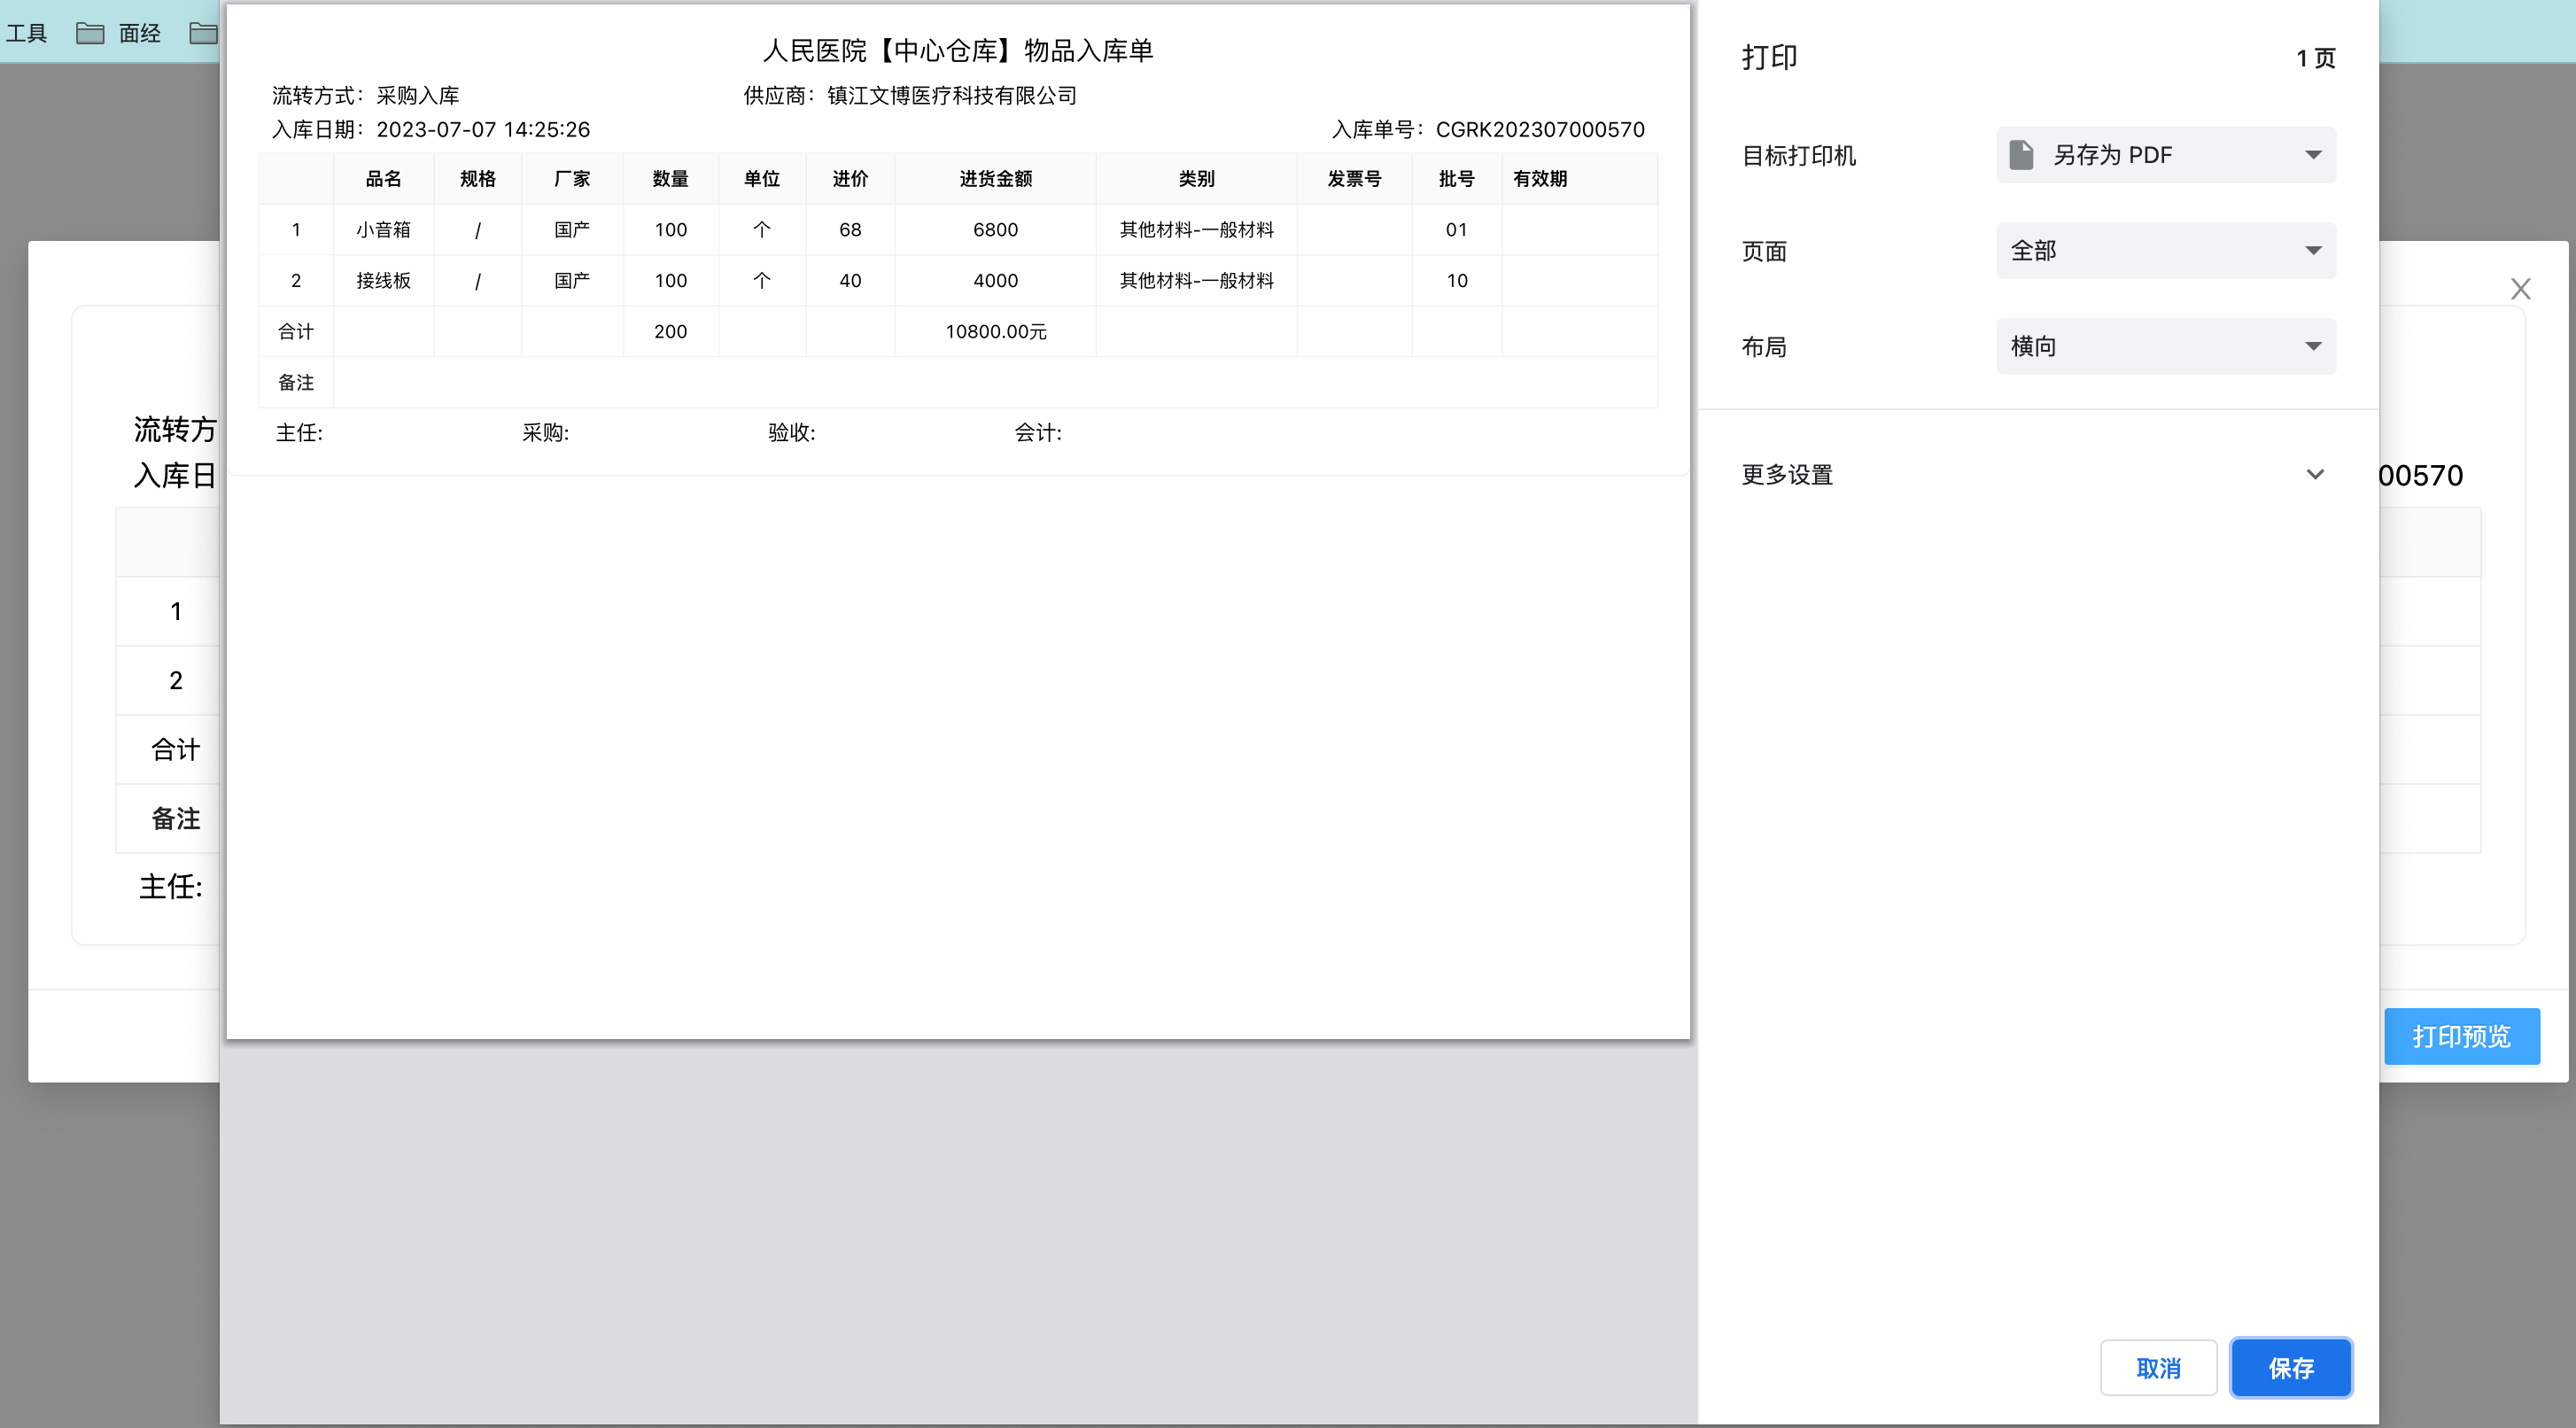 工具 面经
人民医院【中心仓库】物品入库单
流转方式：采购入库 供应商：镇江文博医疗科技有限公司
入库日期：2023-07-07 14:25:26 入库单号：CGRK202307000570
品名 规格 厂家 数量 单位 进价 进货金额 类别 发票号 批号 有效期
1 小音箱 / 国产 100 个 68 6800 其他材料-一般材料 01
2 接线板 / 国产 100 个 40 4000 其他材料-一般材料 10
合计 200 10800.00元
备注
主任: 采购: 验收: 会计:
打印 1 页
目标打印机 另存为 PDF
页面 全部
布局 横向
更多设置
取消 保存
X
流转方
入库日 00570
1
2
合计
备注
主任:
打印预览